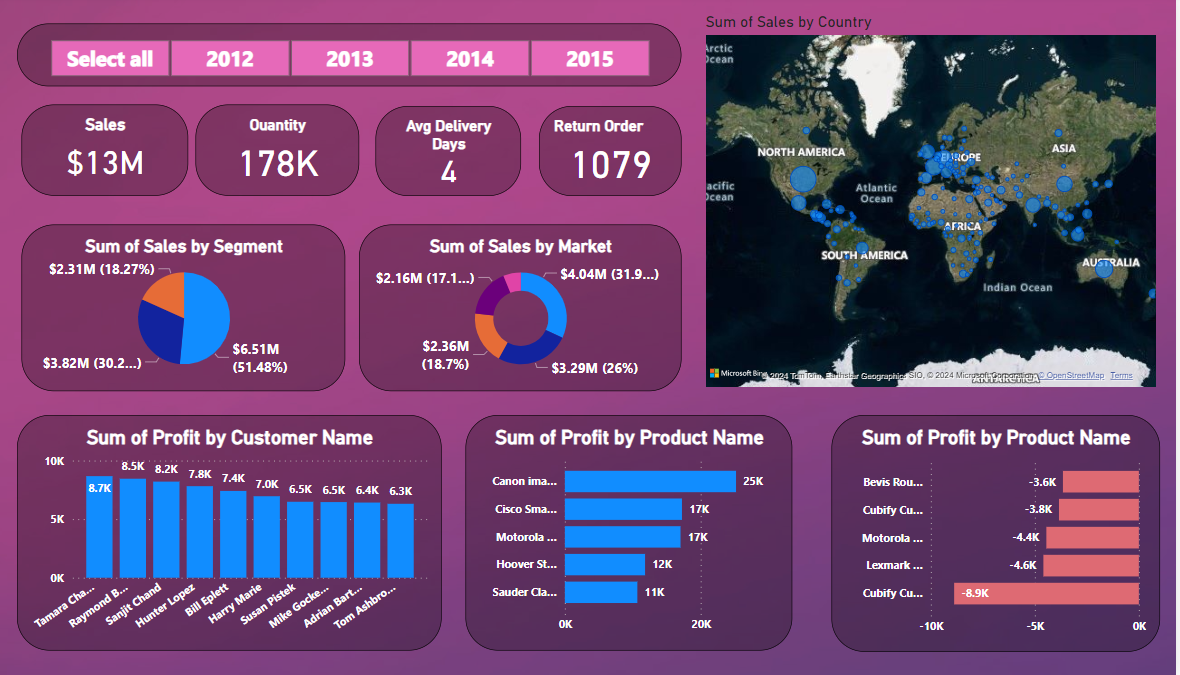 Select all
2012
2013
2014
2015
Sales
$13M
Quantity
178K
Avg Delivery
Days
4
Return Order
1079
Sum of Sales by Country
Arctic
Ocean
NORTH AMERICA
EUROPE
ASIA
acific
Ocean
Atlantic
Ocean
AFRICA
SOUTH AMERICA
AUSTRALIA
Indian Ocean
ANTARCTICA
Microsoft Bing
© 2024 TomTom, Earthstar Geographics SIO, © 2024 Microsoft Corporation, © OpenStreetMap Terms
Sum of Sales by Segment
$2.31M (18.27%)
$3.82M (30.2...)
$6.51M
(51.48%)
Sum of Sales by Market
$2.16M (17.1...)
$4.04M (31.9...)
$2.36M
(18.7%)
$3.29M (26%)
Sum of Profit by Customer Name
10K
5K
0K
8.7K
8.5K
8.2K
7.8K
7.4K
7.0K
6.5K
6.5K
6.4K
6.3K
Tamara Cha...
Raymond B...
Sanjit Chand
Hunter Lopez
Bill Eplett
Harry Marie
Susan Pistek
Mike Gocke...
Adrian Bart...
Tom Ashbro...
Sum of Profit by Product Name
Canon ima...
25K
Cisco Sma...
17K
Motorola ...
17K
Hoover St...
12K
Sauder Cla...
11K
0K
20K
Sum of Profit by Product Name
Bevis Rou...
-3.6K
Cubify Cu...
-3.8K
Motorola ...
-4.4K
Lexmark ...
-4.6K
Cubify Cu...
-8.9K
-10K
-5K
0K